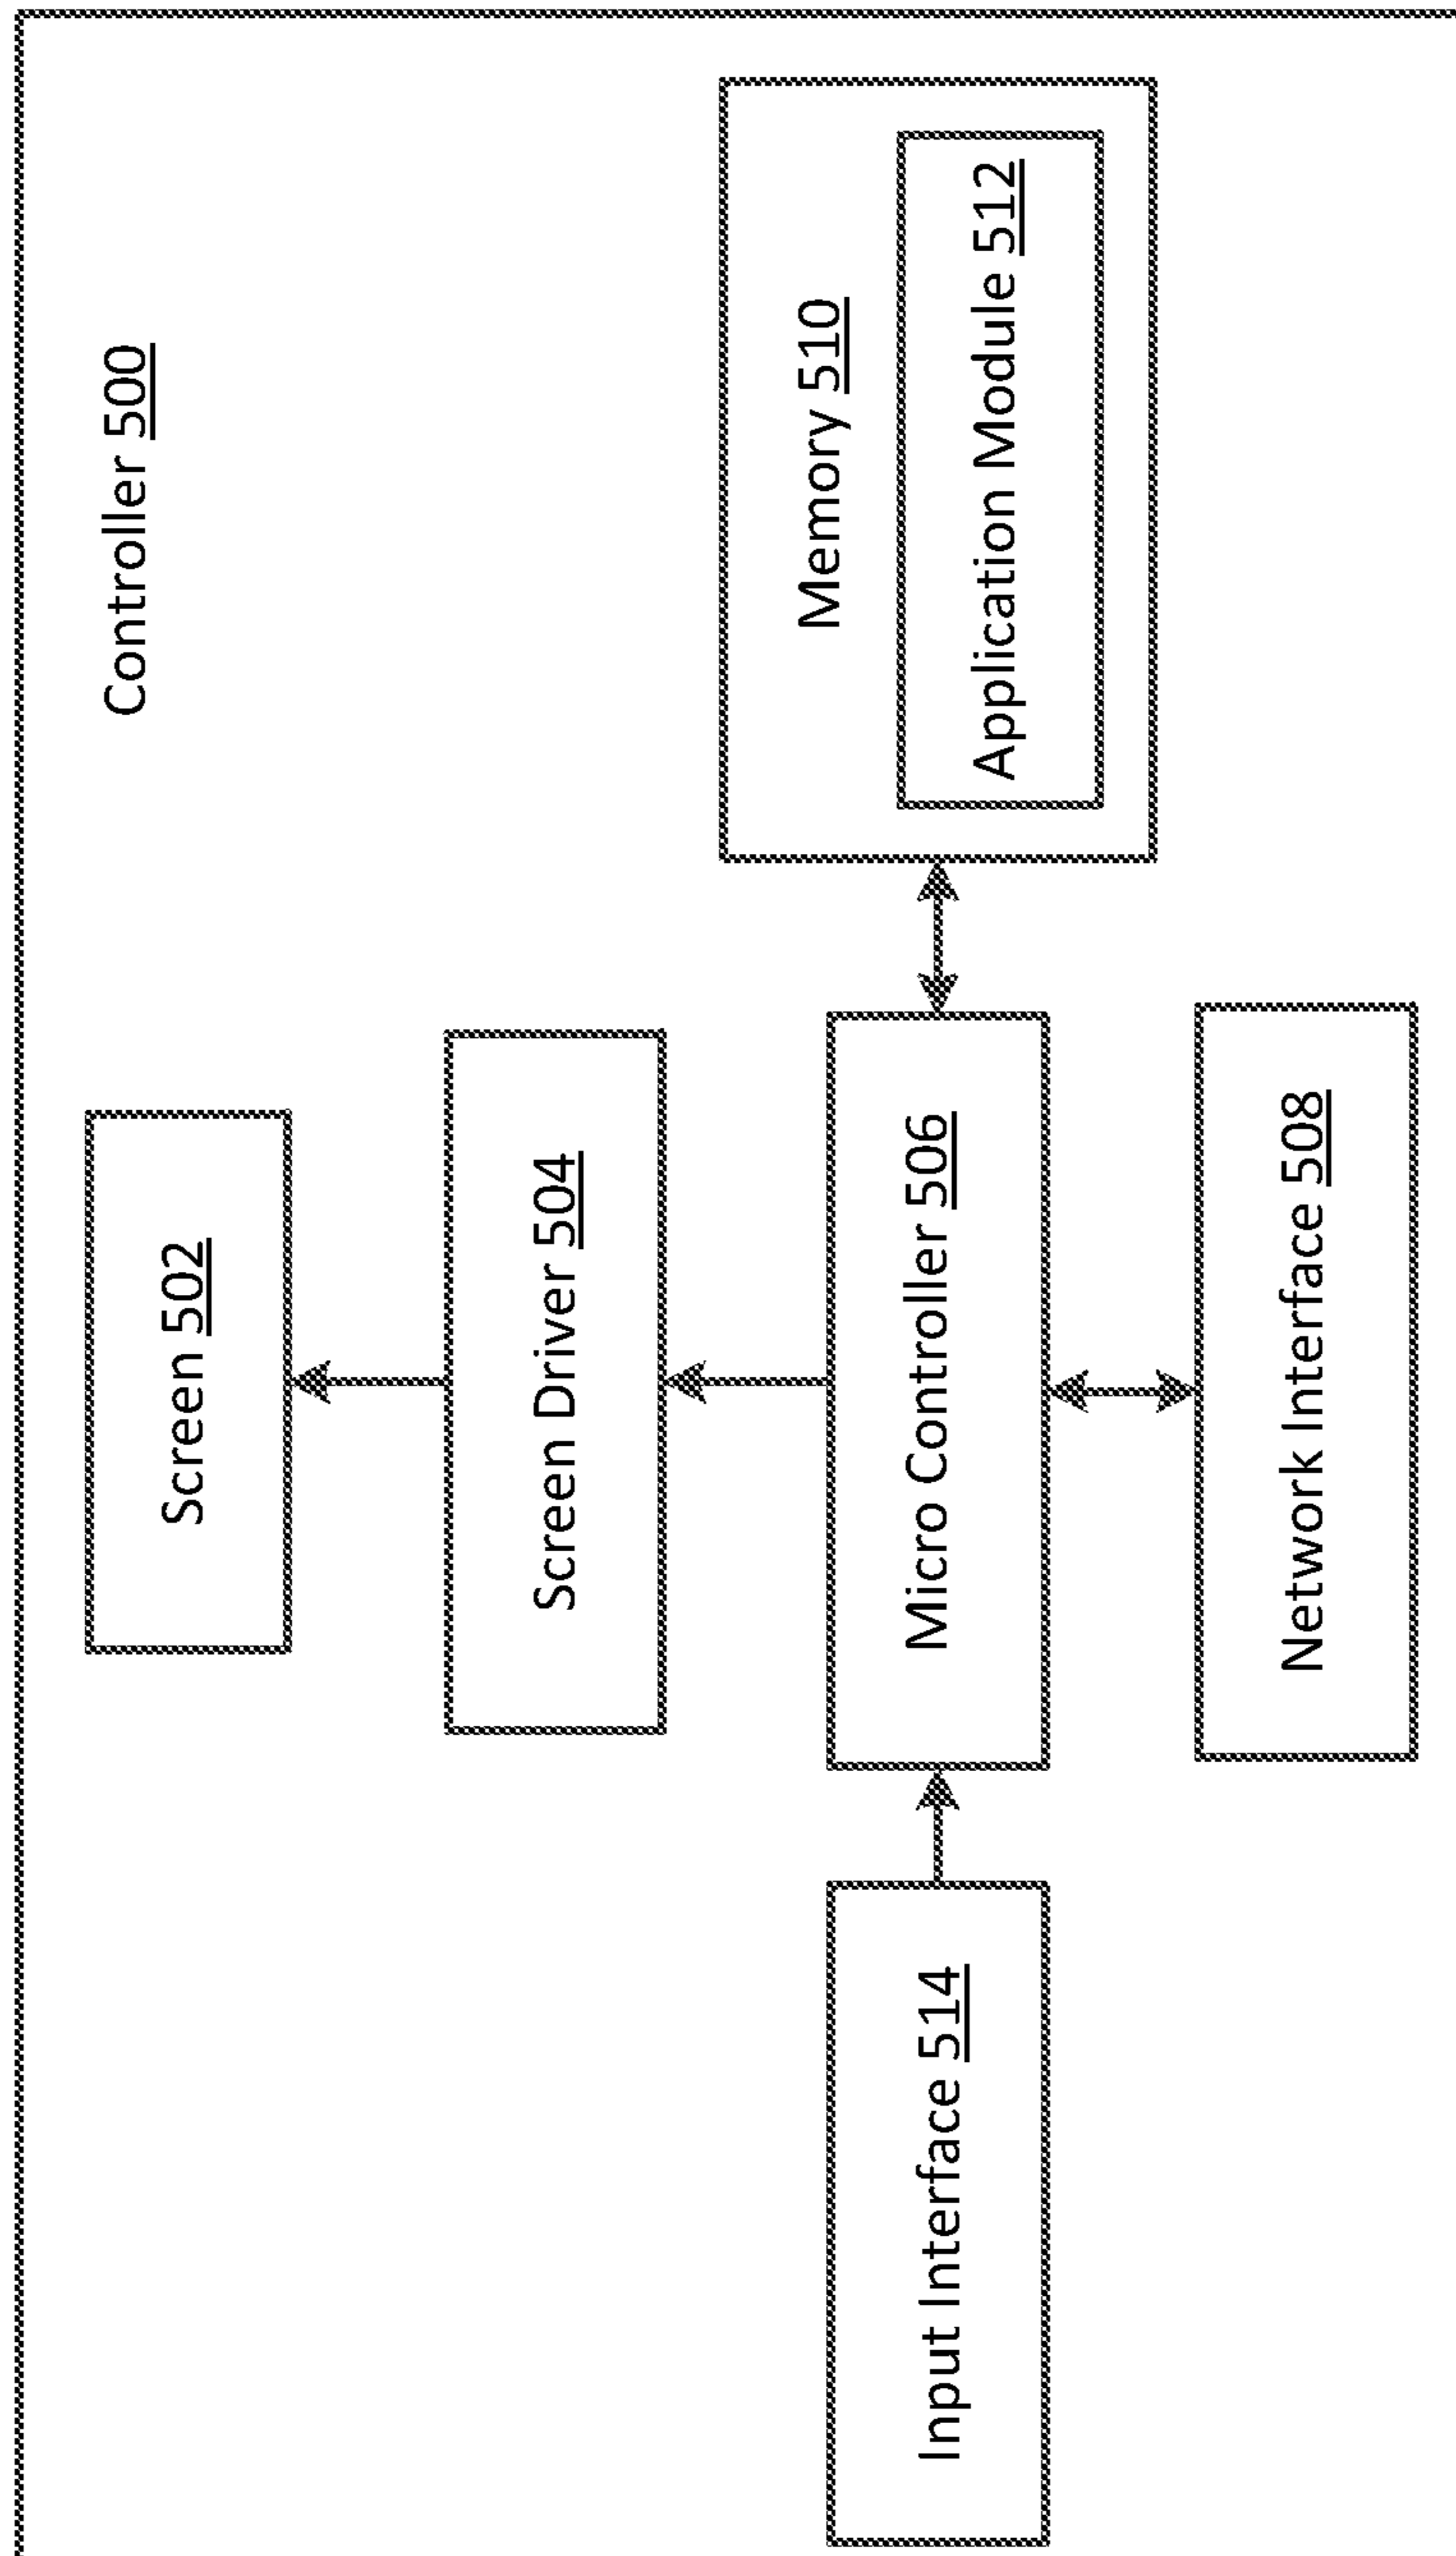 Controller 500
Screen 502
Screen Driver 504
Input Interface 514
Micro Controller 506
Memory 510
Application Module 512
Network Interface 508